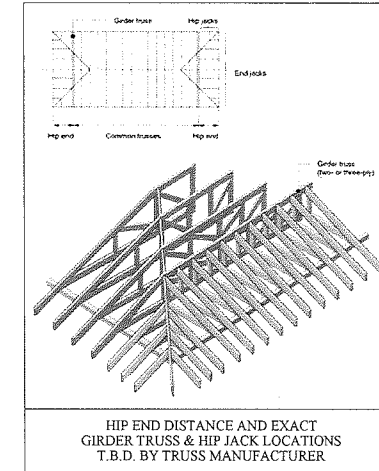 Girder truss
Hip jacks
End jacks
Hip end
Common trusses
Hip end
Girder truss
(two- or three-ply)
HIP END DISTANCE AND EXACT
GIRDER TRUSS & HIP JACK LOCATIONS
T.B.D. BY TRUSS MANUFACTURER